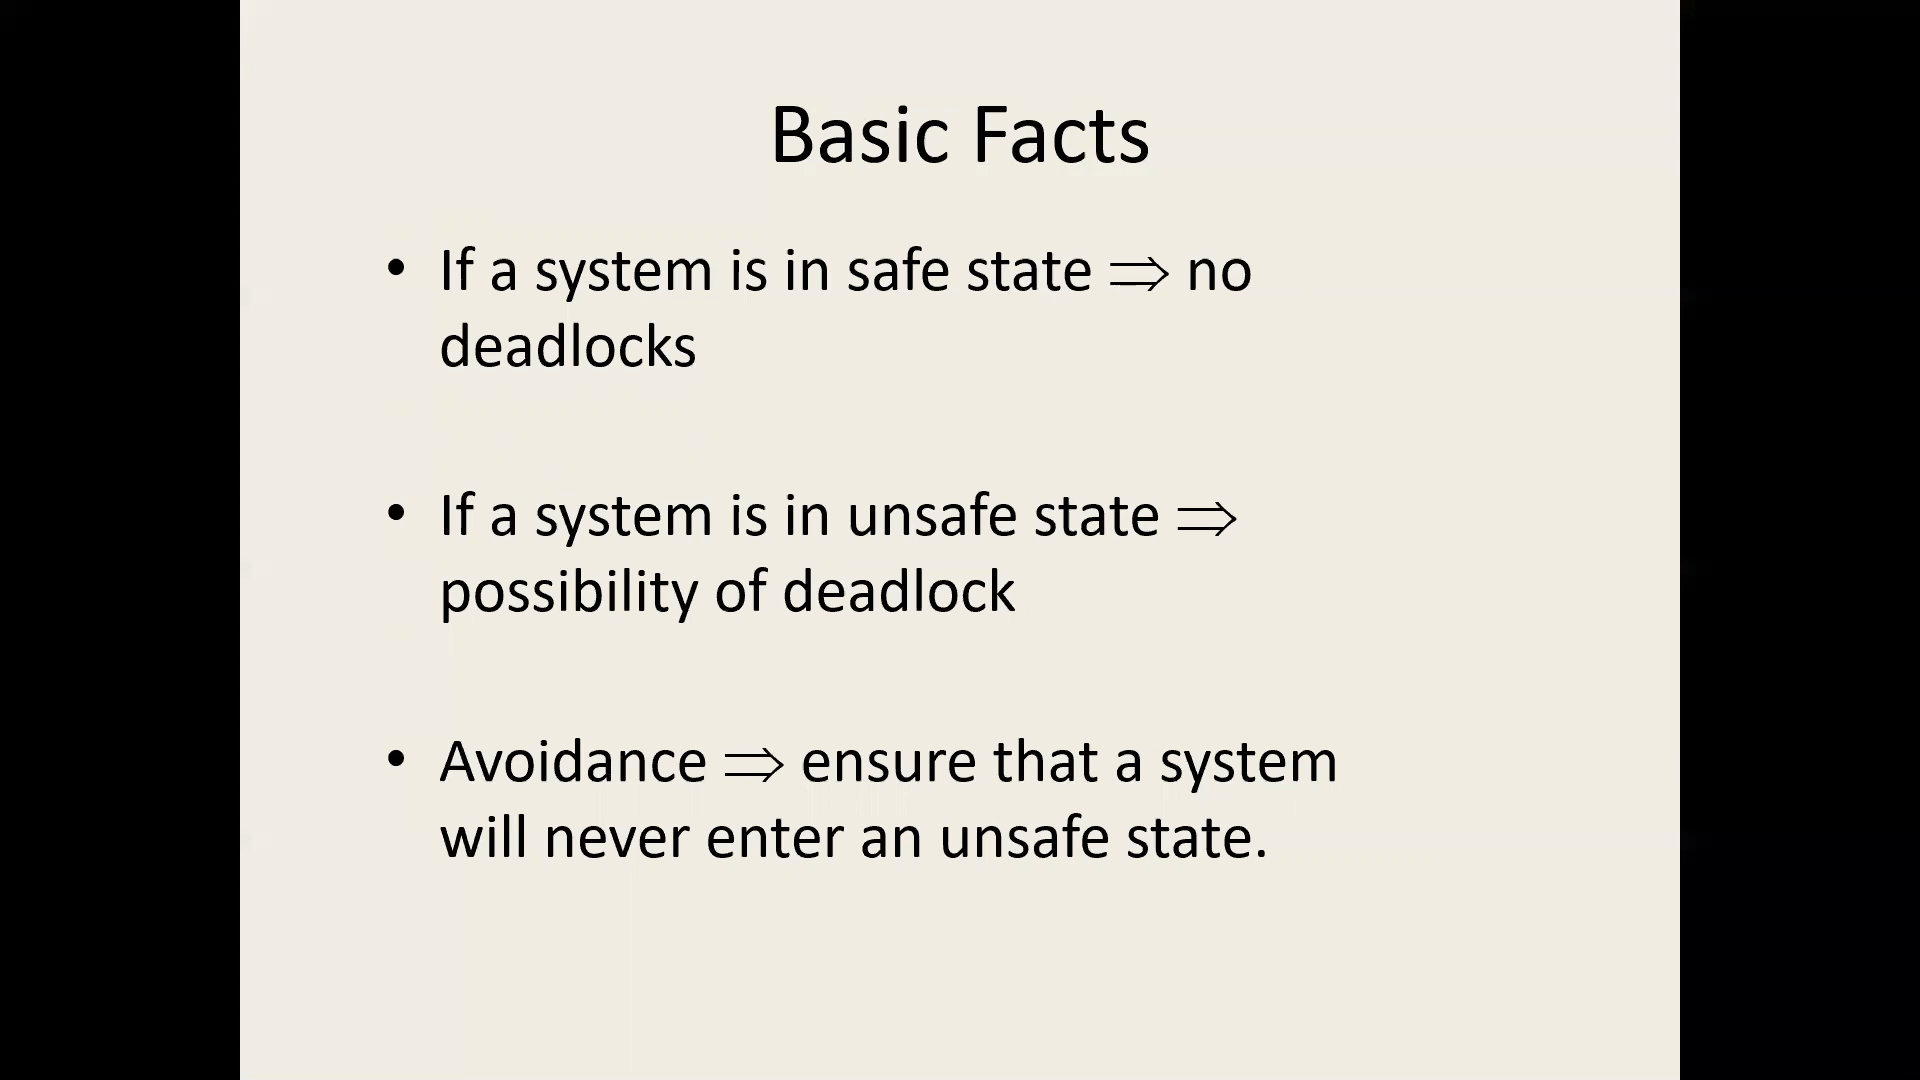 Basic Facts
• If a system is in safe state ⇒ no
deadlocks
• If a system is in unsafe state ⇒
possibility of deadlock
• Avoidance ⇒ ensure that a system
will never enter an unsafe state.